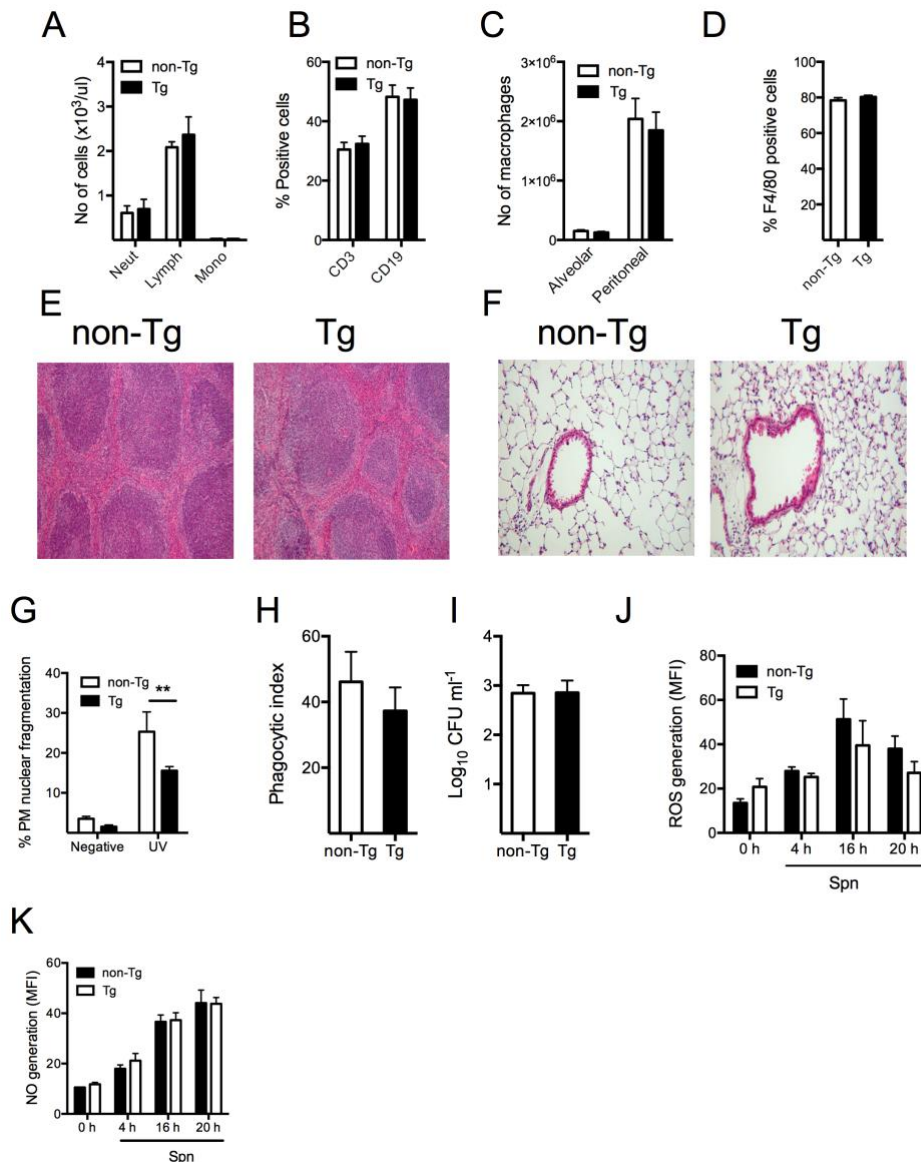 A
No of cells (x10³/ul)
4
3
2
1
non-Tg
Tg
Neut
Lymph
Mono
B
% Positive cells
60
40
20
0
non-Tg
Tg
CD3
CD19
C
No of macrophages
3×10⁶
2×10⁶
1×10⁶
0
non-Tg
Tg
Alveolar
Peritoneal
D
% F4/80 positive cells
100
80
60
40
20
non-Tg
Tg
E
non-Tg
Tg
F
non-Tg
Tg
G
% PM nuclear fragmentation
40
30
20
10
non-Tg
Tg
**
Negative
UV
H
Phagocytic index
60
40
20
non-Tg
Tg
I
Log₁₀ CFU ml⁻¹
4
3
2
1
non-Tg
Tg
J
ROS generation (MFI)
80
60
40
20
0
non-Tg
Tg
0 h
4 h
16 h
20 h
Spn
K
NO generation (MFI)
60
40
20
0
non-Tg
Tg
0 h
4 h
16 h
20 h
Spn